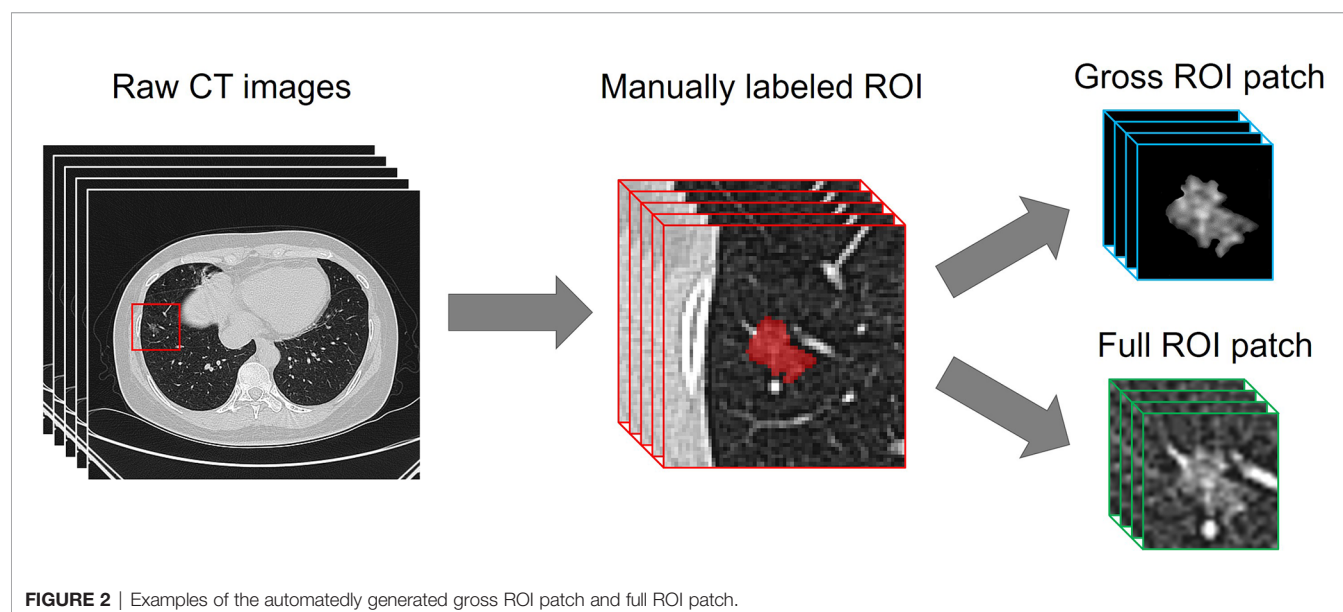 Raw CT images
Manually labeled ROI
Gross ROI patch
Full ROI patch
FIGURE 2 | Examples of the automatedly generated gross ROI patch and full ROI patch.